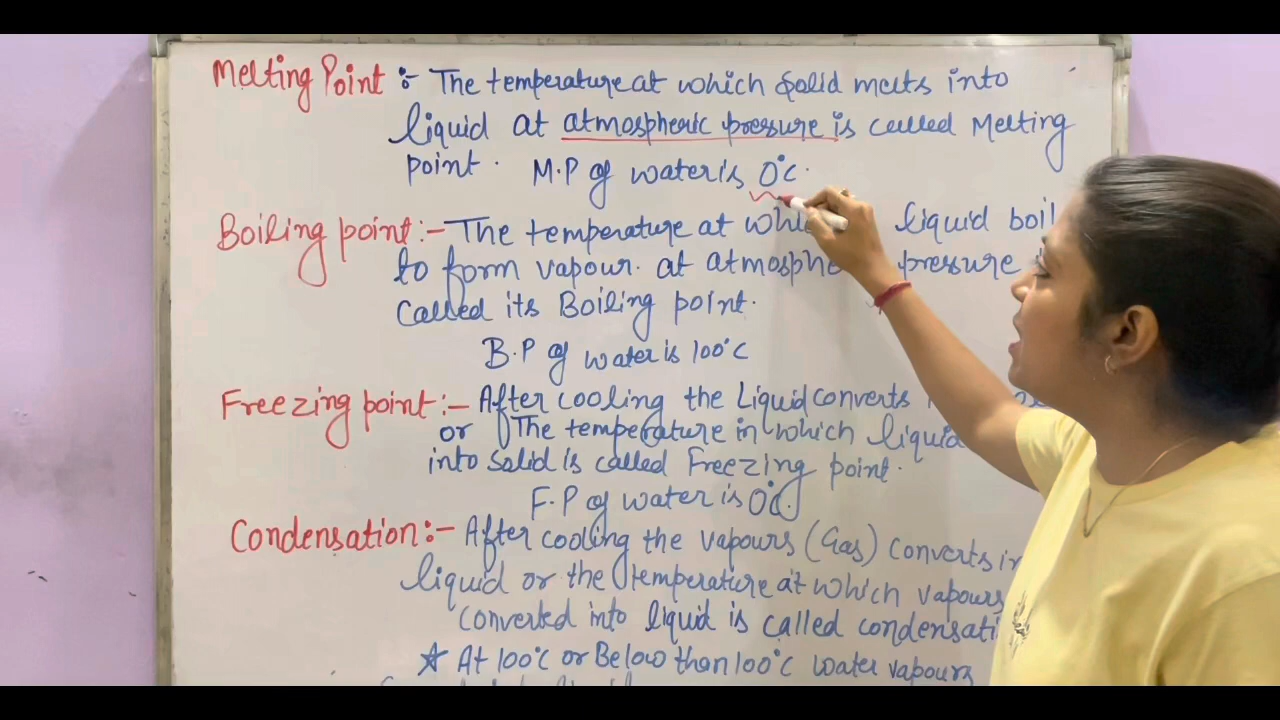 Melting Point :- The temperature at which solid melts into
liquid at atmospheric pressure is called Melting
point. M.P of water is 0°C.
Boiling point :- The temperature at liquid boil
to form vapour. at pressure
called its Boiling point.
B.P of water is 100°C
Freezing point :- After cooling the Liquid converts
or The temperature in which liquid
into solid is called Freezing point.
F.P of water is 0°C.
Condensation :- After cooling the vapours (Gas) converts
liquid or the temperature at which vapours
converted into liquid is called
☆ At 100°C or Below than 100°C water vapours